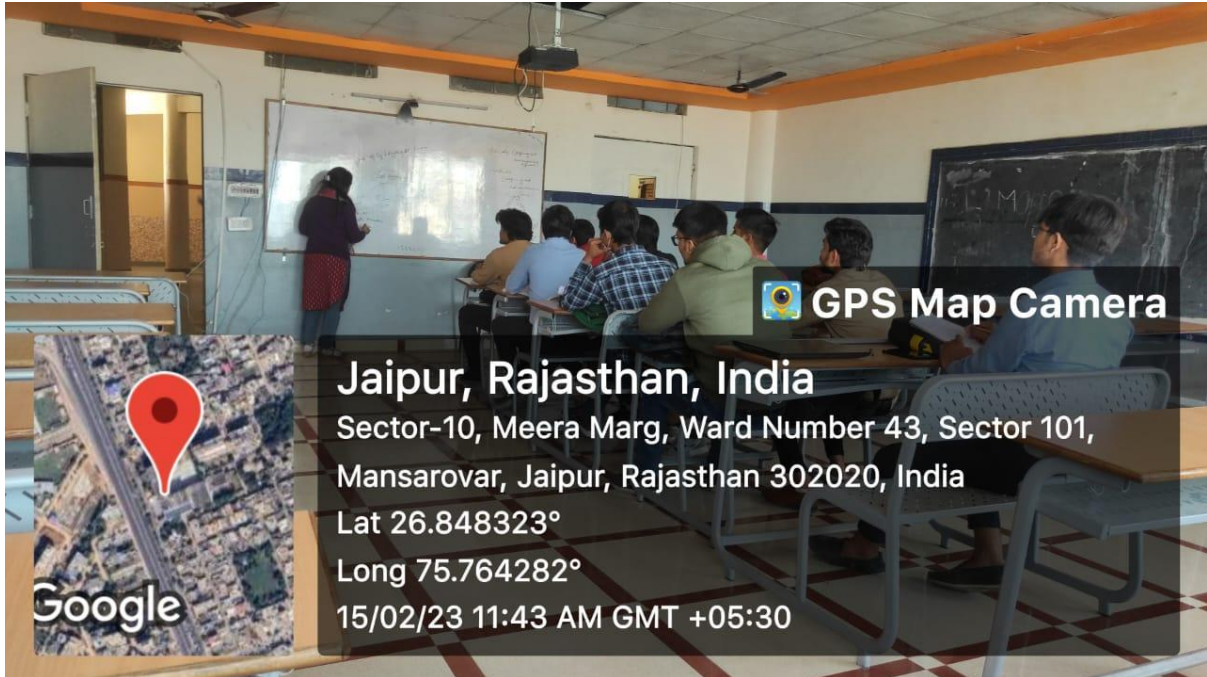 GPS Map Camera
Jaipur, Rajasthan, India
Sector-10, Meera Marg, Ward Number 43, Sector 101,
Mansarovar, Jaipur, Rajasthan 302020, India
Lat 26.848323°
Long 75.764282°
15/02/23 11:43 AM GMT +05:30
Google